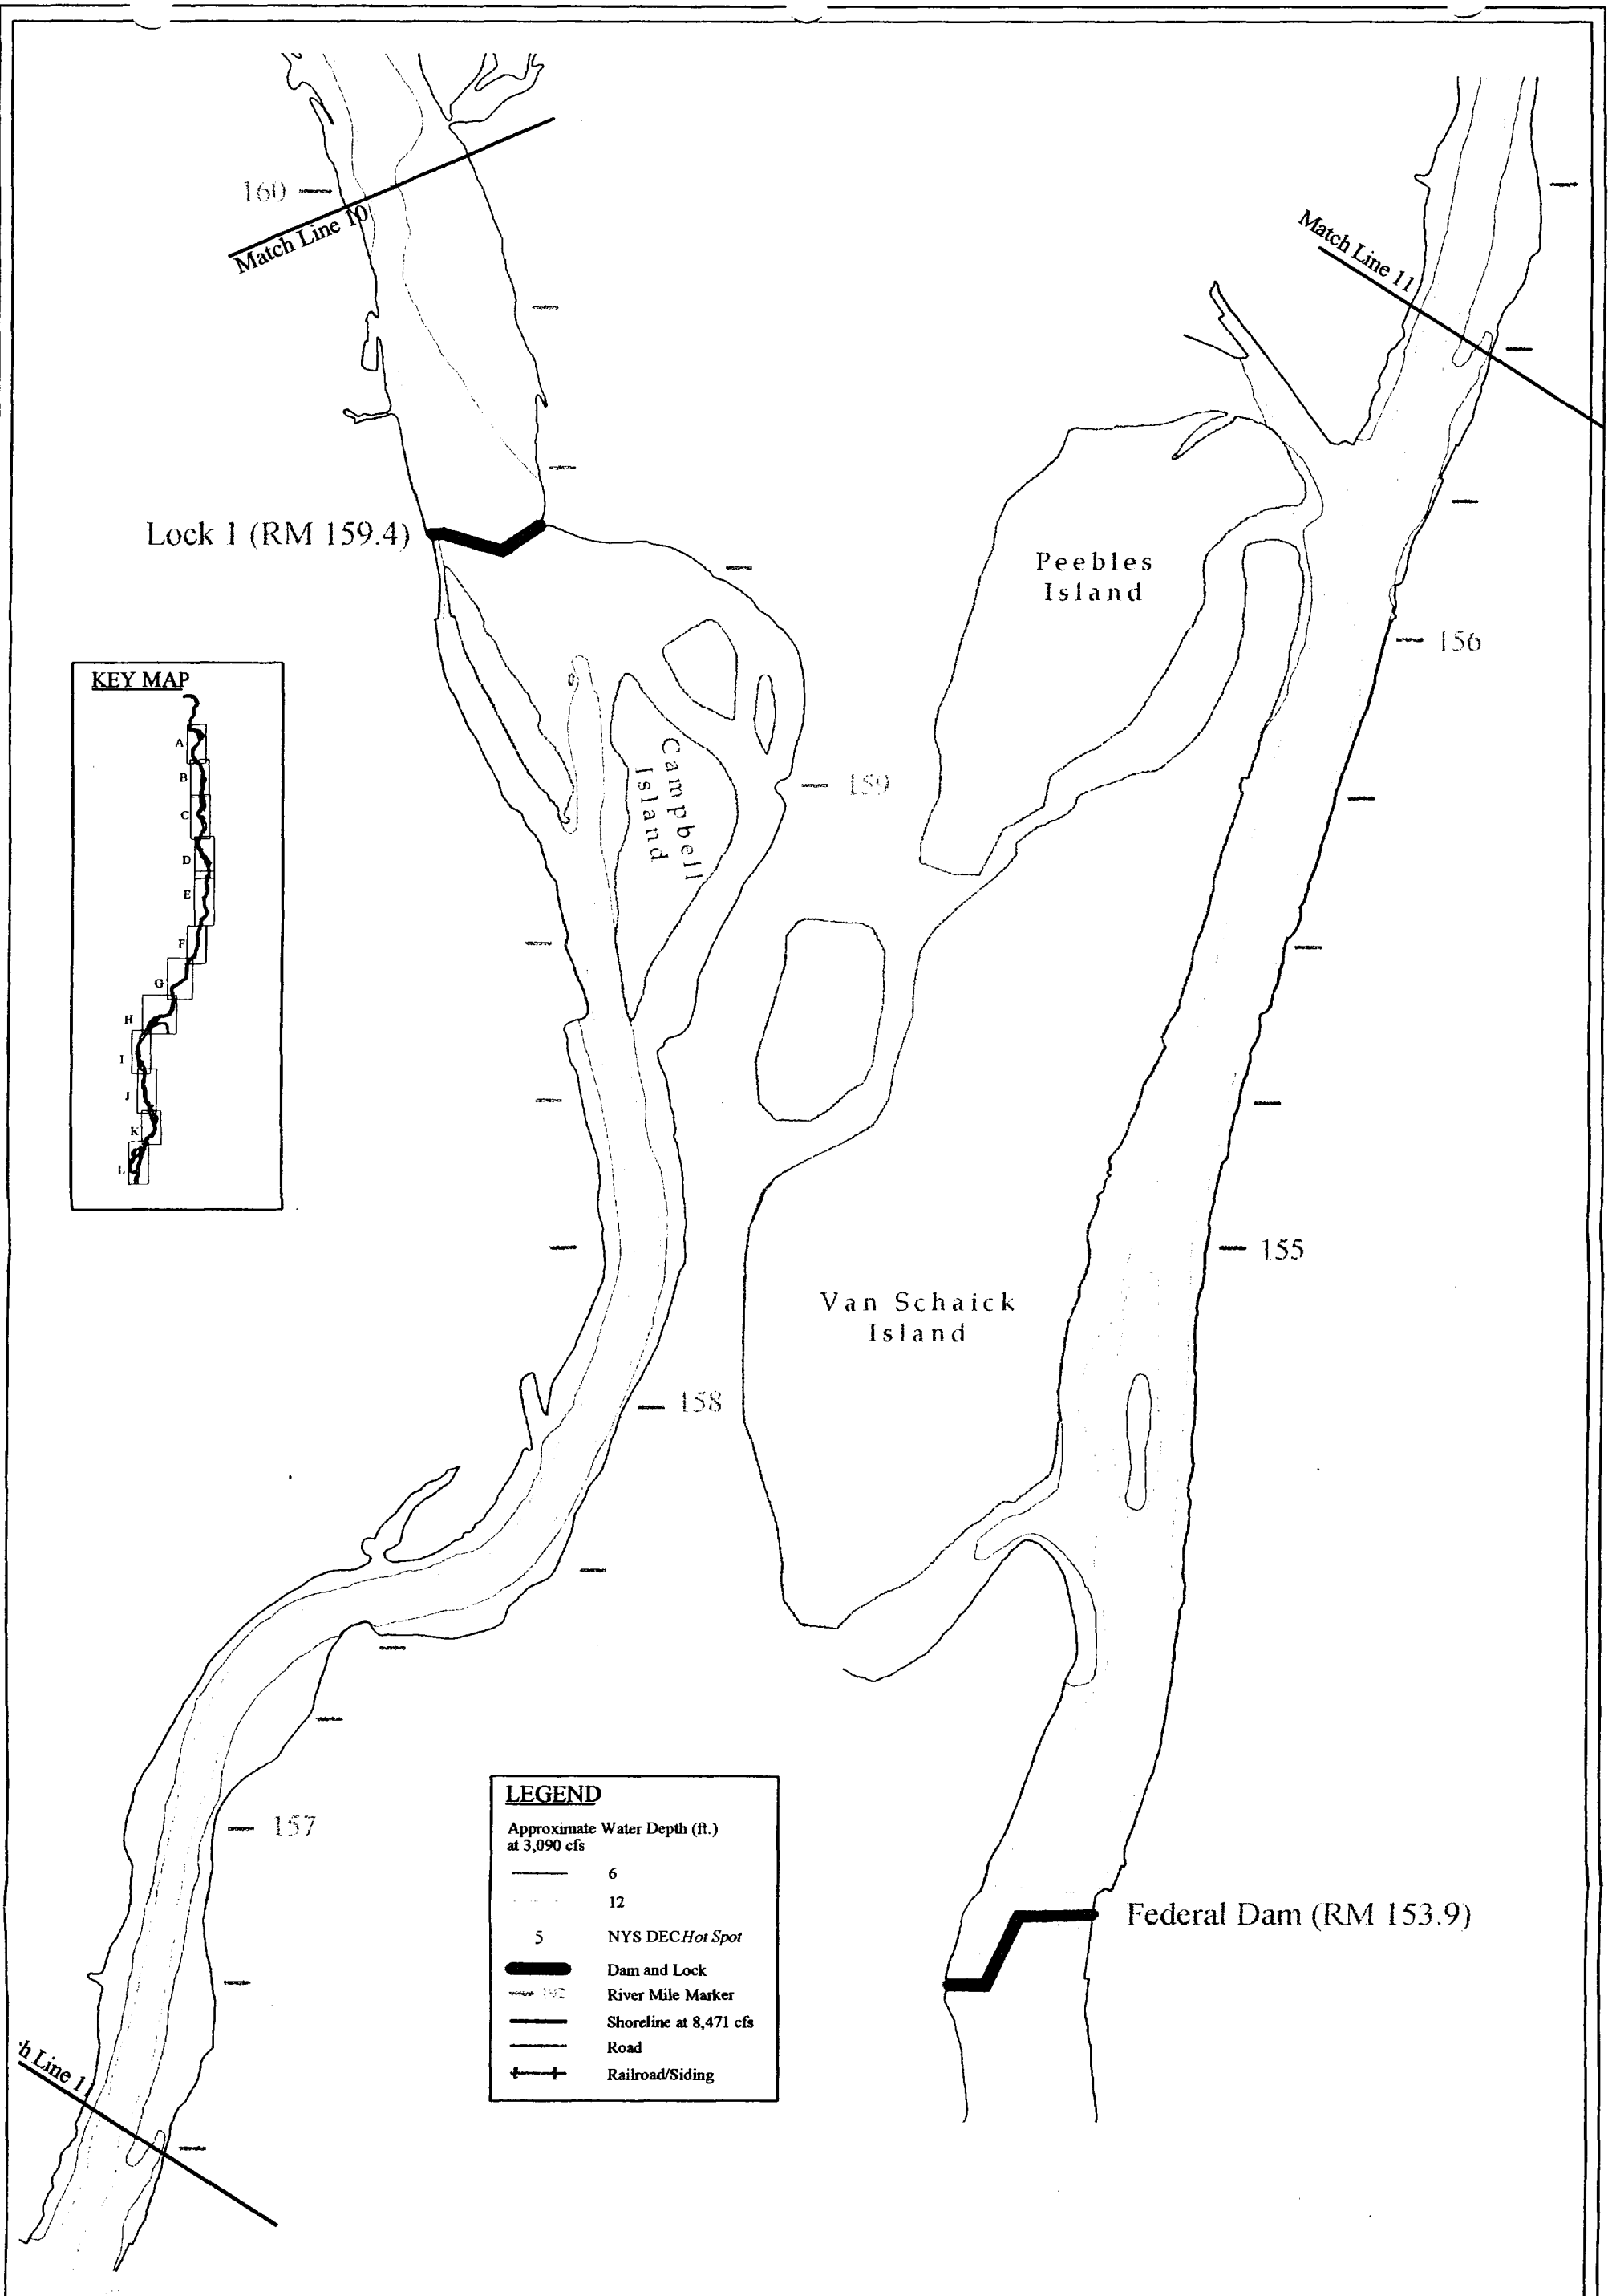 160
Match Line 10
Match Line 11
Lock 1 (RM 159.4)
Peebles
Island
156
KEY MAP
A
B
C
D
E
F
G
H
I
J
K
L
Campbell
Island
159
155
Van Schaick
Island
158
157
LEGEND
Approximate Water Depth (ft.)
at 3,090 cfs
6
12
5 NYS DEC Hot Spot
Dam and Lock
River Mile Marker
Shoreline at 8,471 cfs
Road
Railroad/Siding
Federal Dam (RM 153.9)
h Line 11